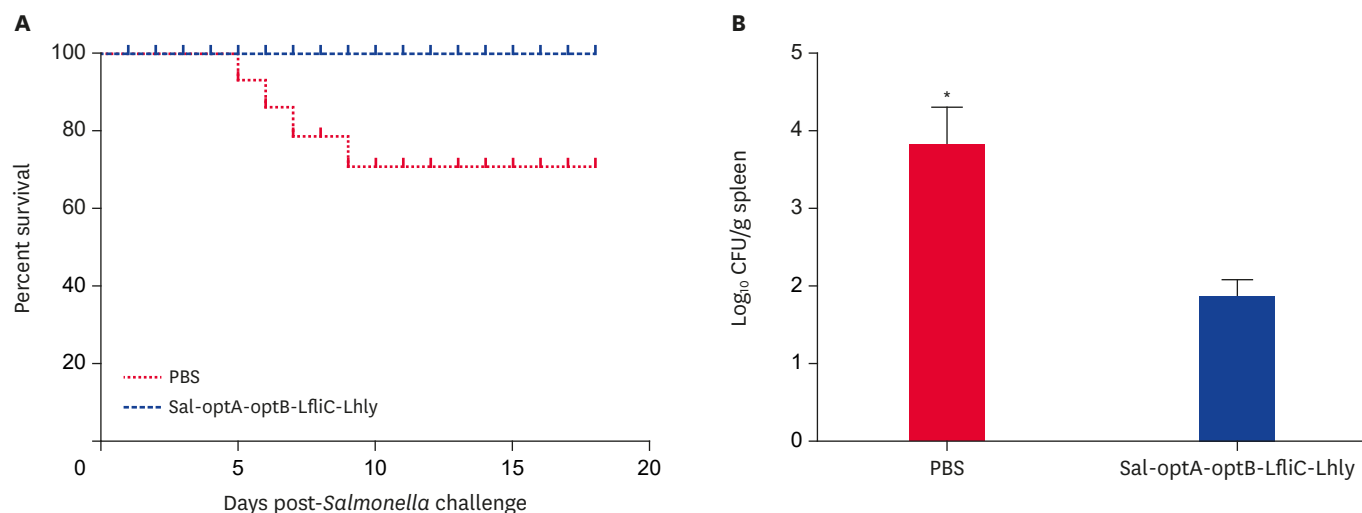 A
100
80
60
40
20
0
5
10
15
20
Percent survival
Days post-Salmonella challenge
PBS
Sal-optA-optB-LfliC-Lhly
B
5
4
3
2
1
0
Log₁₀ CFU/g spleen
*
PBS
Sal-optA-optB-LfliC-Lhly